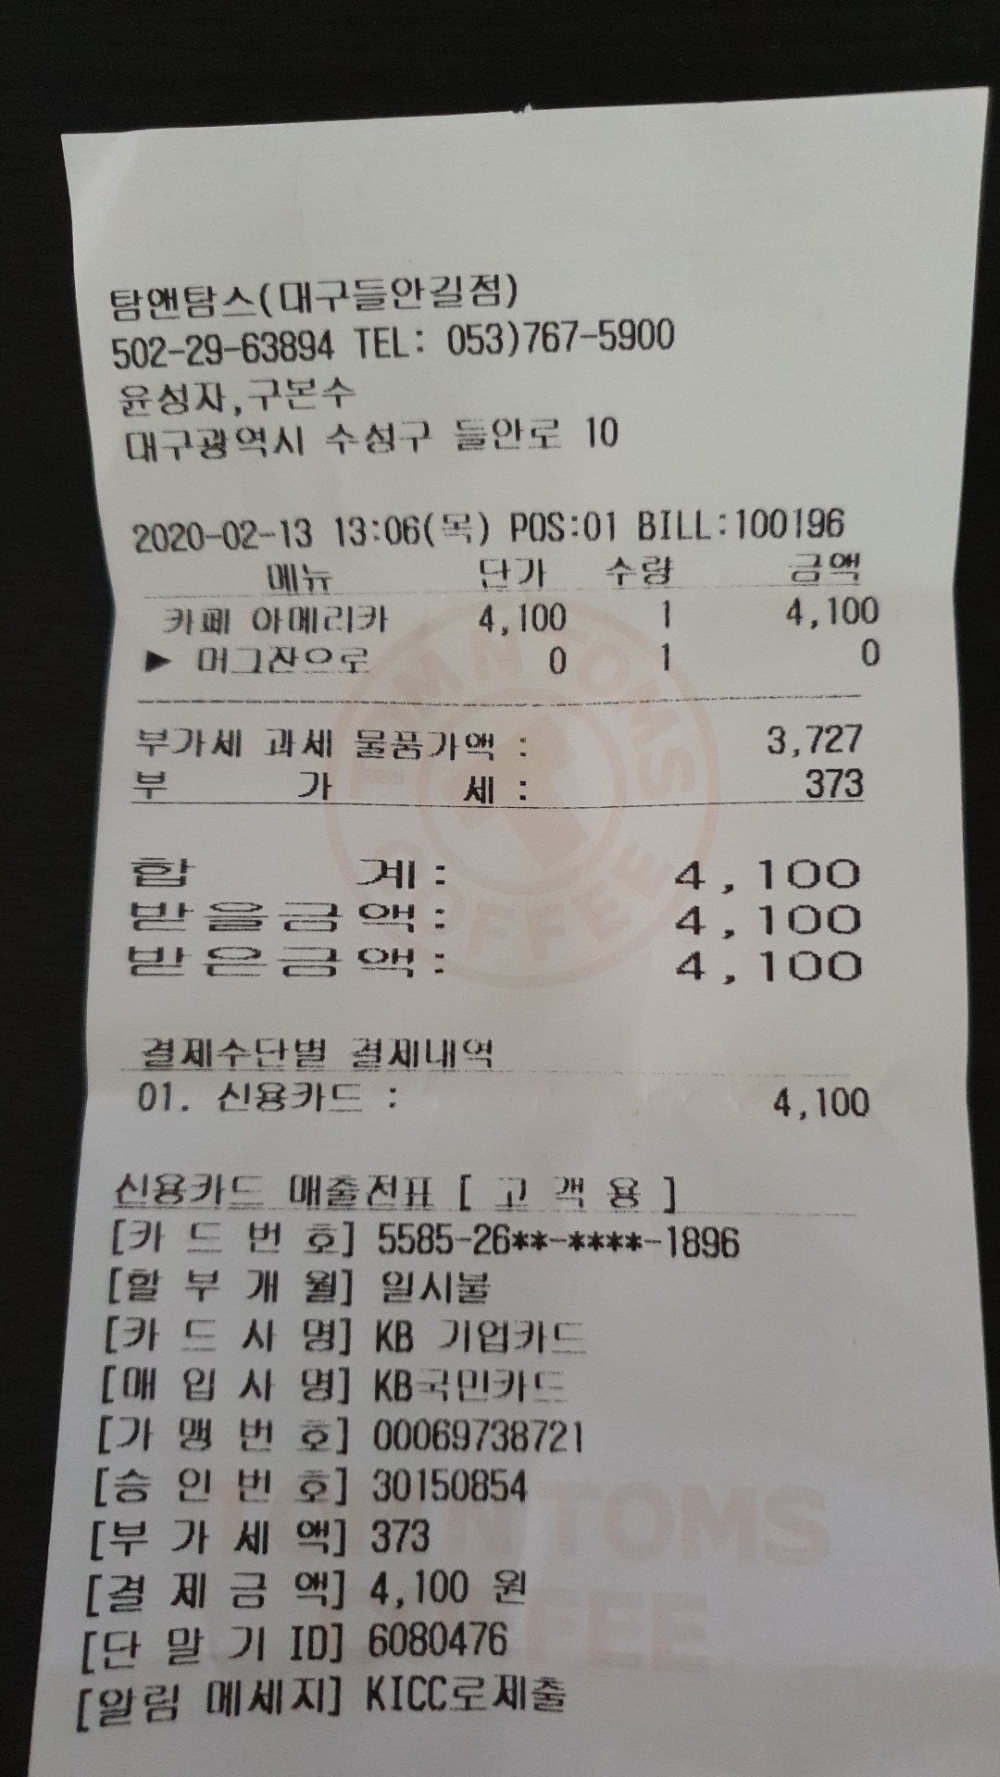 탐앤탐스(대구들안길점)
502-29-63894 TEL: 053)767-5900
윤성자,구본수
대구광역시 수성구 들안로 10
2020-02-13 13:06(목) POS:01 BILL:100196
메뉴 단가 수량 금액
카페 아메리카 4,100 1 4,100
▶ 머그잔으로 0 1 0
부가세 과세 물품가액 : 3,727
부 가 세 : 373
합 계: 4,100
받을금액: 4,100
받은금액: 4,100
결제수단별 결제내역
01. 신용카드 : 4,100
신용카드 매출전표 [ 고 객 용 ]
[카 드 번 호] 5585-26**-****-1896
[할 부 개 월] 일시불
[카 드 사 명] KB 기업카드
[매 입 사 명] KB국민카드
[가 맹 번 호] 00069738721
[승 인 번 호] 30150854
[부 가 세 액] 373
[결 제 금 액] 4,100 원
[단 말 기 ID] 6080476
[알림 메세지] KICC로제출
TOMNTOMS
COFFEE